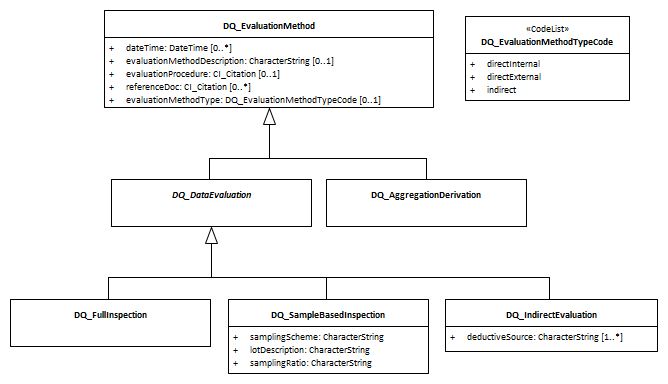 DQ_EvaluationMethod
+ dateTime: DateTime [0..*]
+ evaluationMethodDescription: CharacterString [0..1]
+ evaluationProcedure: CI_Citation [0..1]
+ referenceDoc: CI_Citation [0..*]
+ evaluationMethodType: DQ_EvaluationMethodTypeCode [0..1]
«CodeList»
DQ_EvaluationMethodTypeCode
+ directInternal
+ directExternal
+ indirect
DQ_DataEvaluation
DQ_AggregationDerivation
DQ_FullInspection
DQ_SampleBasedInspection
+ samplingScheme: CharacterString
+ lotDescription: CharacterString
+ samplingRatio: CharacterString
DQ_IndirectEvaluation
+ deductiveSource: CharacterString [1..*]